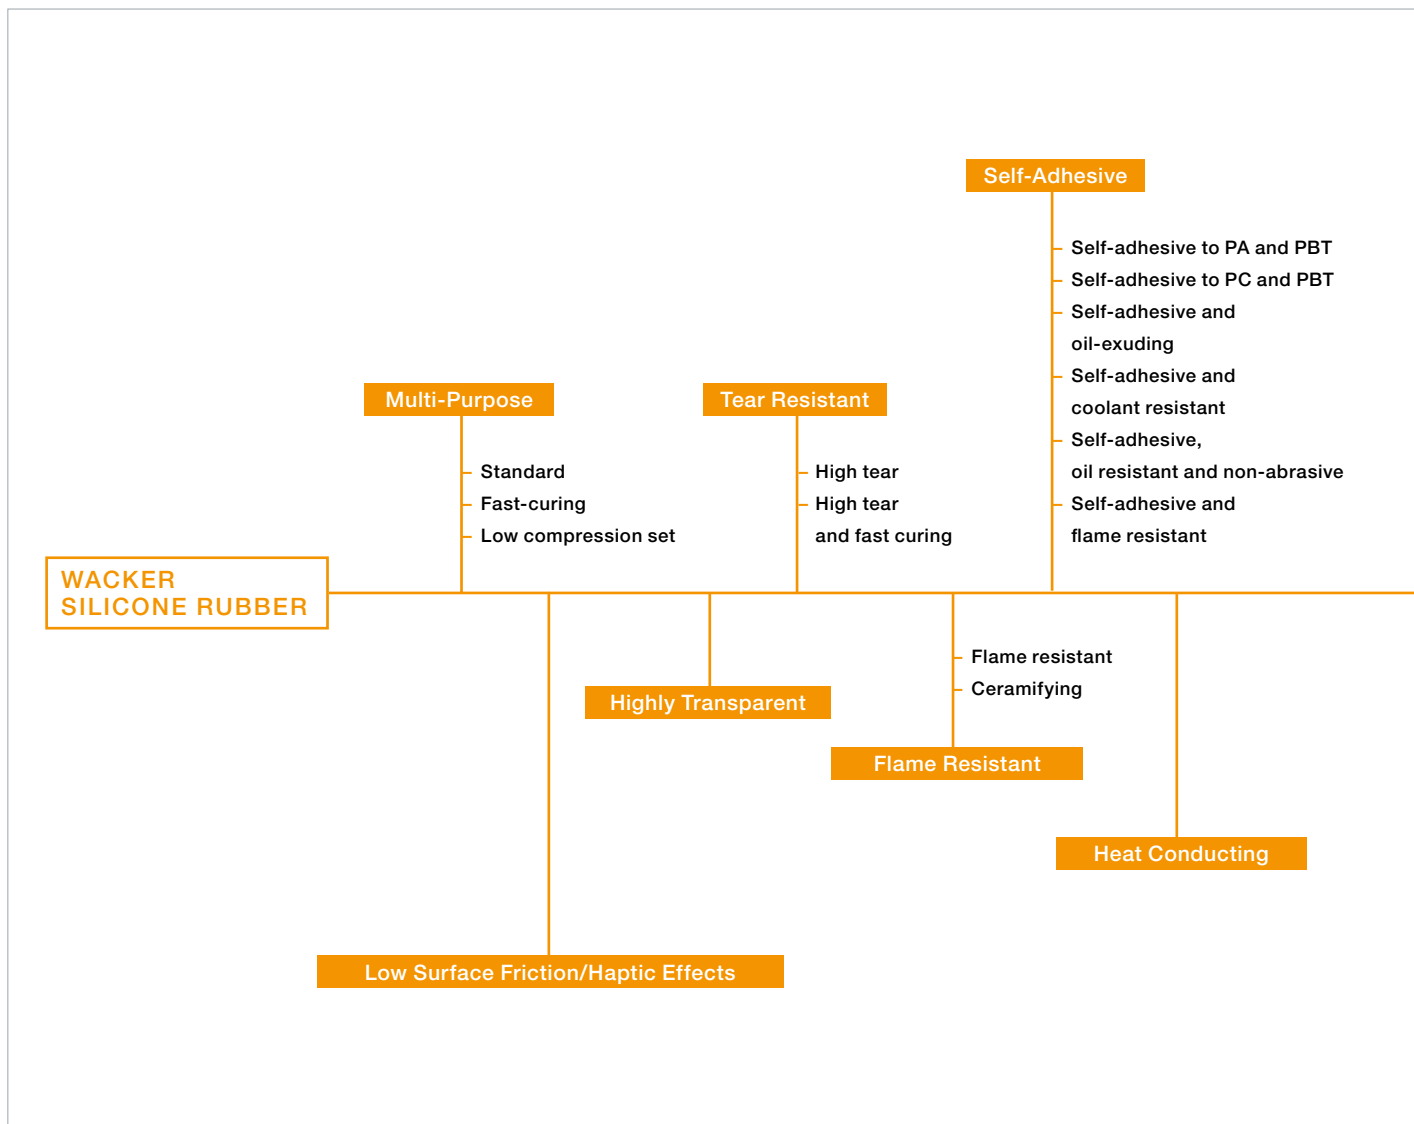 Self-Adhesive
Self-adhesive to PA and PBT
Self-adhesive to PC and PBT
Self-adhesive and
oil-exuding
Self-adhesive and
coolant resistant
Self-adhesive,
oil resistant and non-abrasive
Self-adhesive and
flame resistant
Multi-Purpose
Standard
Fast-curing
Low compression set
Tear Resistant
High tear
High tear
and fast curing
WACKER
SILICONE RUBBER
Flame resistant
Ceramifying
Highly Transparent
Flame Resistant
Heat Conducting
Low Surface Friction/Haptic Effects